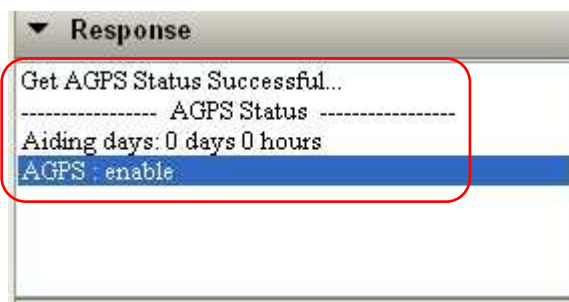 Response
Get AGPS Status Successful...
---------------- AGPS Status ----------------
Aiding days: 0 days 0 hours
AGPS : enable